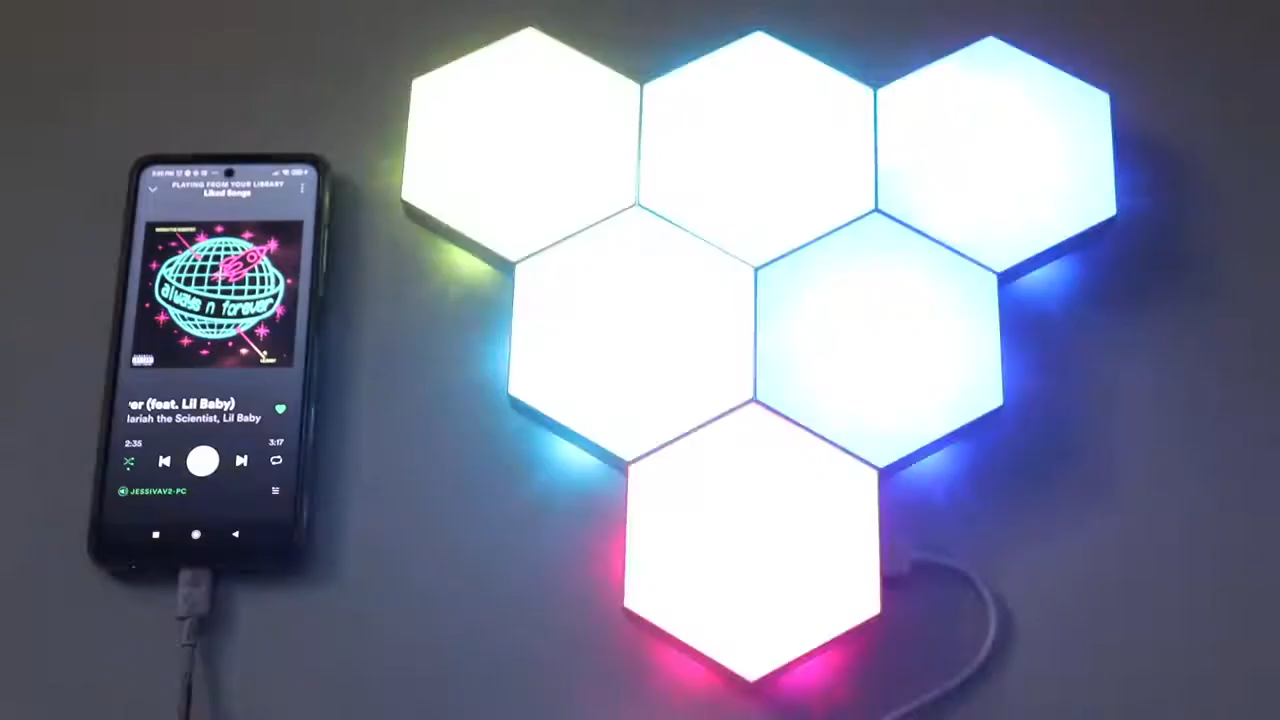 PLAYING FROM YOUR LIBRARY
Liked Songs
always n forever
er (feat. Lil Baby)
lariah the Scientist, Lil Baby
2:35
3:17
JESSIVAV2-PC